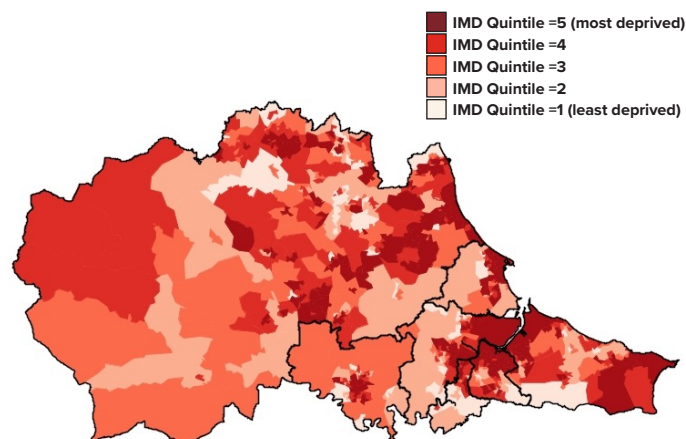 IMD Quintile =5 (most deprived)
IMD Quintile =4
IMD Quintile =3
IMD Quintile =2
IMD Quintile =1 (least deprived)